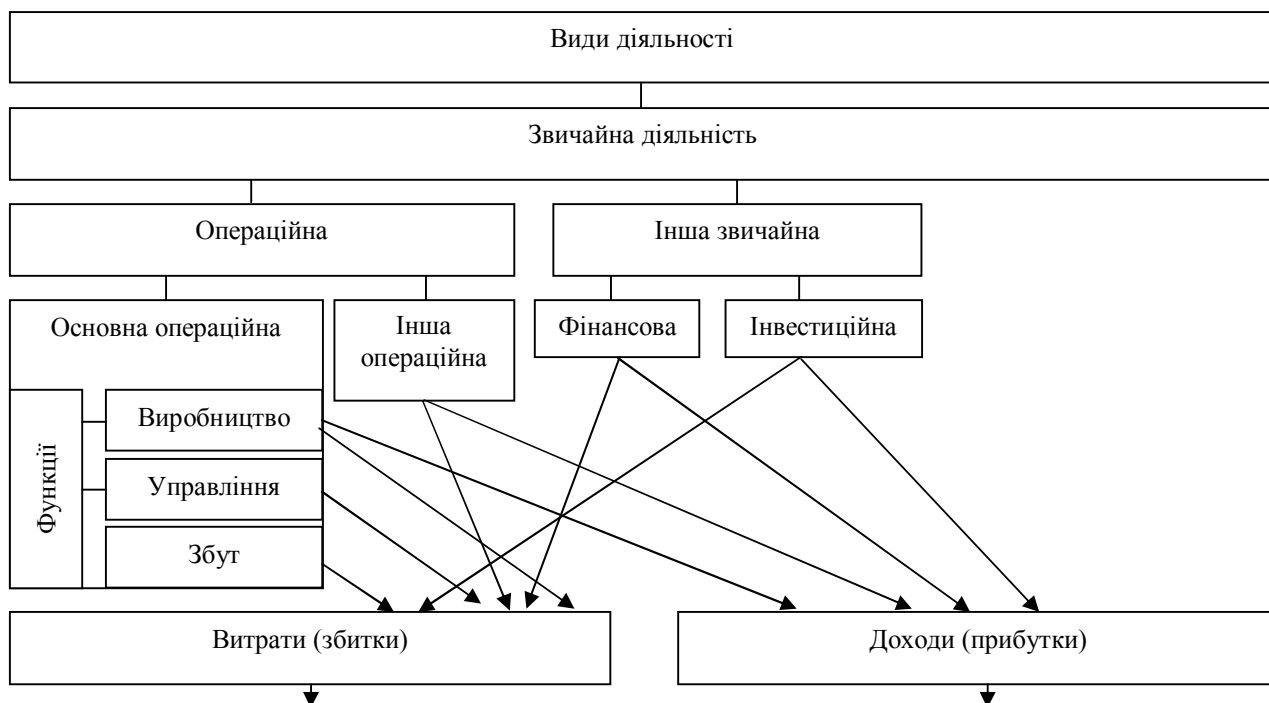 Види діяльності
Звичайна діяльність
Операційна
Інша звичайна
Основна операційна
Інша
операційна
Фінансова
Інвестиційна
Функції
Виробництво
Управління
Збут
Витрати (збитки)
Доходи (прибутки)